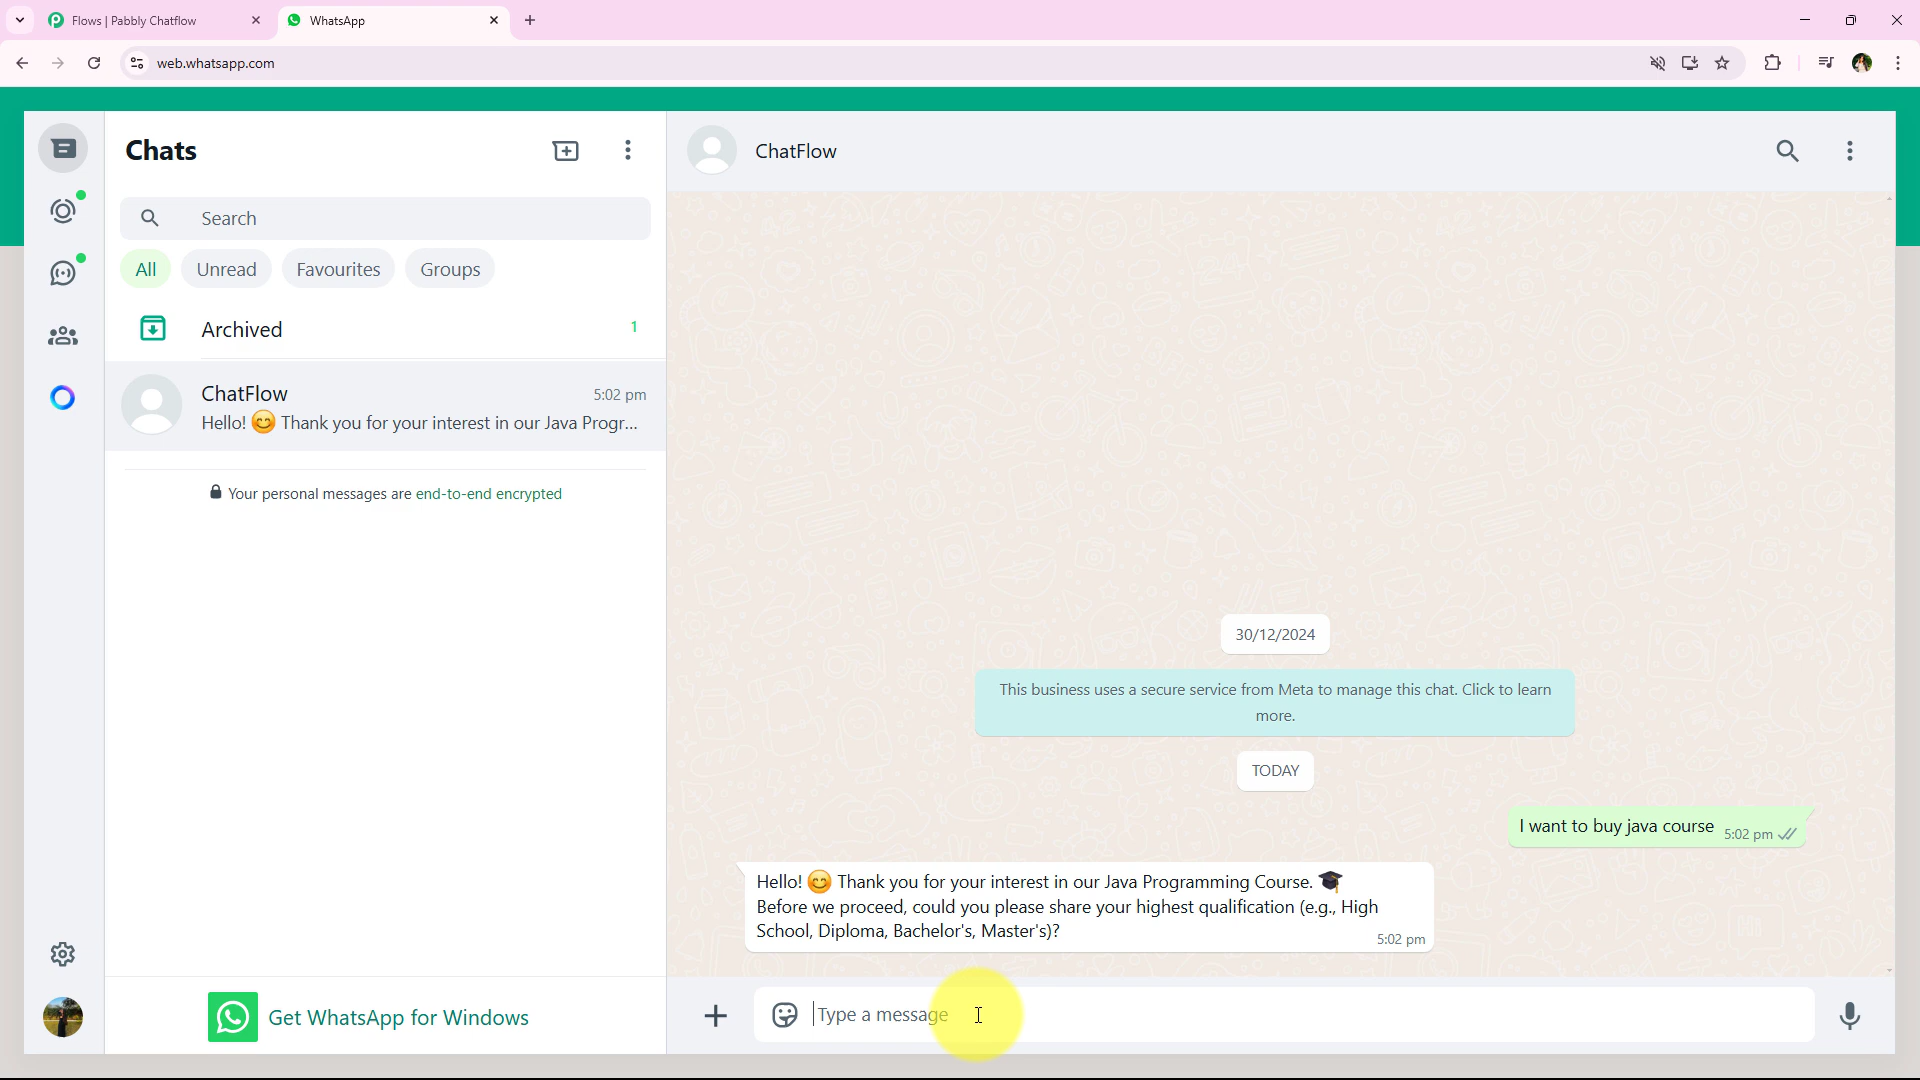 Flows | Pabbly Chatflow
WhatsApp
web.whatsapp.com
Chats
Search
All
Unread
Favourites
Groups
Archived
1
ChatFlow
5:02 pm
Hello! 😊 Thank you for your interest in our Java Progr...
Your personal messages are end-to-end encrypted
Get WhatsApp for Windows
ChatFlow
30/12/2024
This business uses a secure service from Meta to manage this chat. Click to learn
more.
TODAY
I want to buy java course 5:02 pm
Hello! 😊 Thank you for your interest in our Java Programming Course. 🎓
Before we proceed, could you please share your highest qualification (e.g., High
School, Diploma, Bachelor's, Master's)?
5:02 pm
Type a message